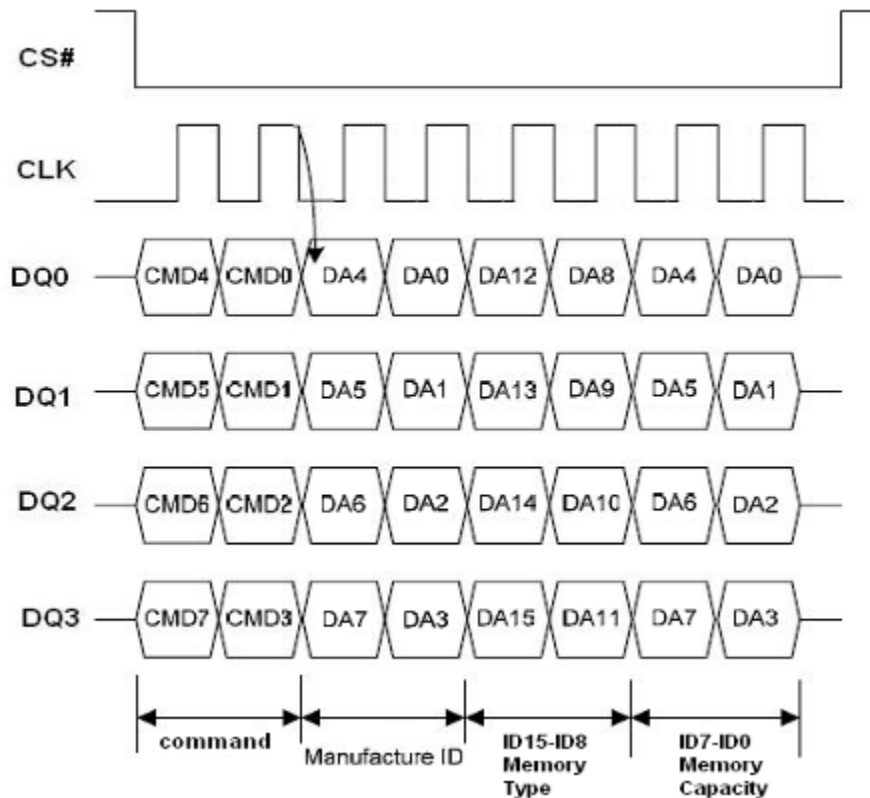 CS#
CLK
DQ0 CMD4 CMD0 DA4 DA0 DA12 DA8 DA4 DA0
DQ1 CMD5 CMD1 DA5 DA1 DA13 DA9 DA5 DA1
DQ2 CMD6 CMD2 DA6 DA2 DA14 DA10 DA6 DA2
DQ3 CMD7 CMD3 DA7 DA3 DA15 DA11 DA7 DA3
command
Manufacture ID
ID15-ID8
Memory
Type
ID7-ID0
Memory
Capacity